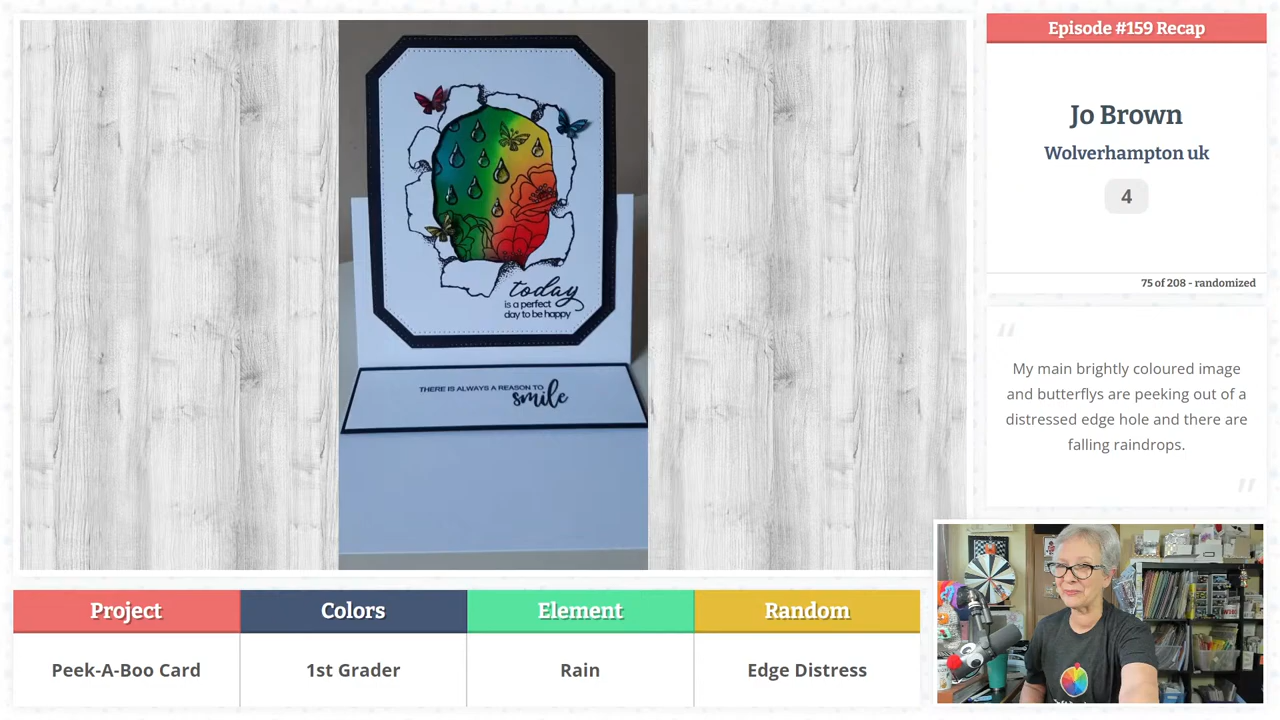 Episode #159 Recap
Jo Brown
Wolverhampton uk
4
75 of 208 - randomized
“
My main brightly coloured image
and butterflys are peeking out of a
distressed edge hole and there are
falling raindrops.
”
today
is a perfect
day to be happy
THERE IS ALWAYS A REASON TO
smile
Project
Colors
Element
Random
Peek-A-Boo Card
1st Grader
Rain
Edge Distress